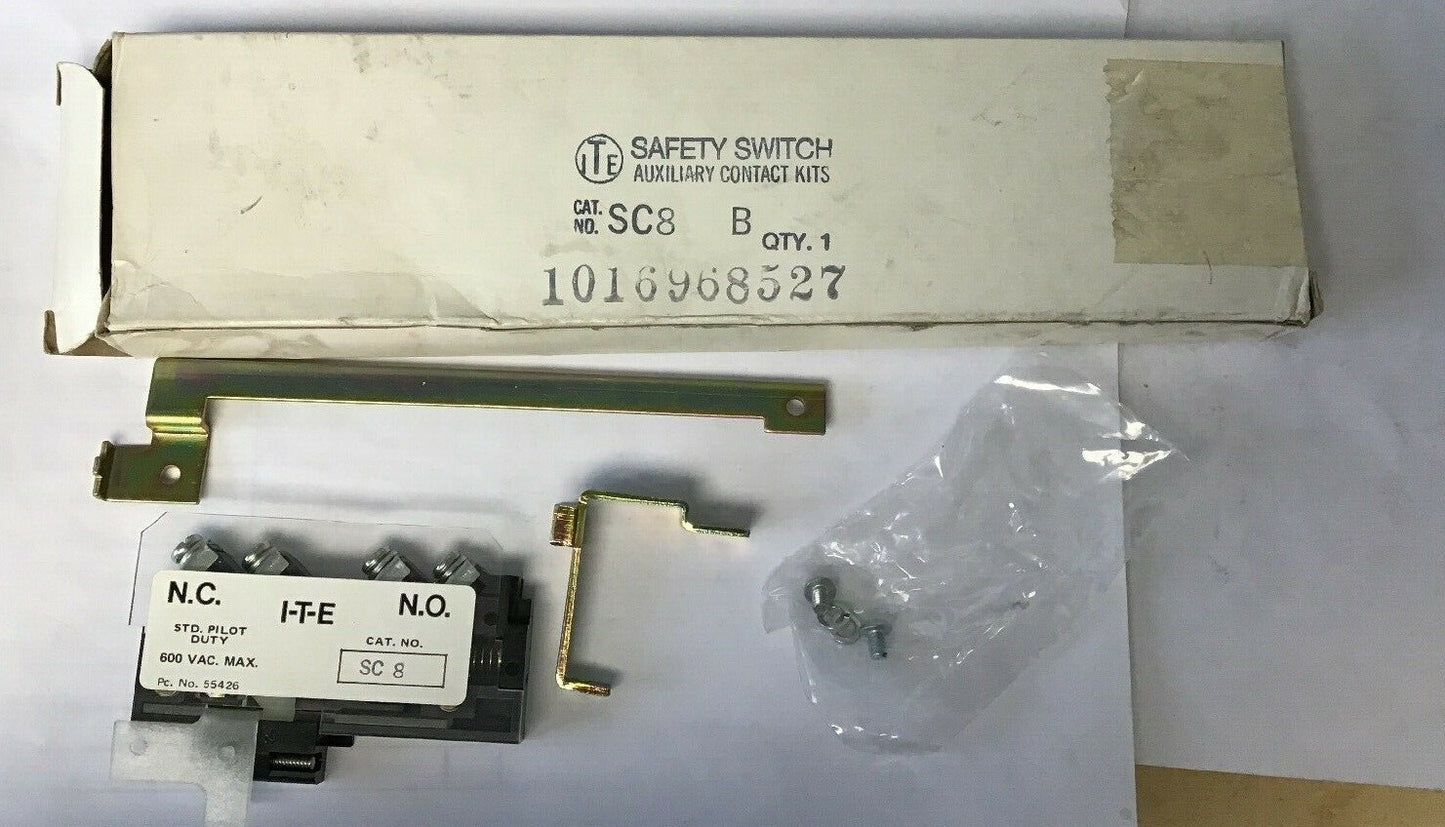 ITE SAFETY SWITCH
AUXILIARY CONTACT KITS
CAT. NO. SC8 B QTY. 1
1016968527
N.C. I-T-E N.O.
STD. PILOT
DUTY
CAT. NO.
600 VAC. MAX.
SC 8
Pc. No. 55426